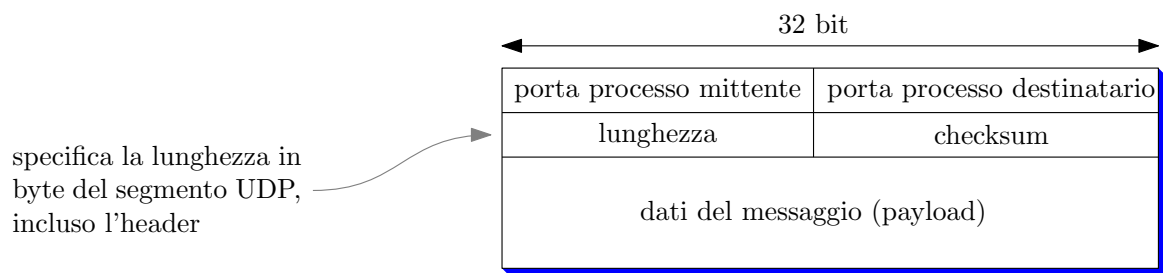 32 bit
porta processo mittente porta processo destinatario
lunghezza checksum
specifica la lunghezza in
byte del segmento UDP,
incluso l'header
dati del messaggio (payload)